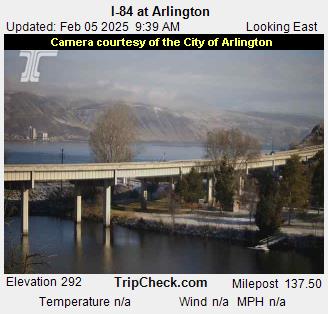 I-84 at Arlington
Updated: Feb 05 2025 9:39 AM Looking East
Camera courtesy of the City of Arlington
Elevation 292 TripCheck.com Milepost 137.50
Temperature n/a Wind n/a MPH n/a